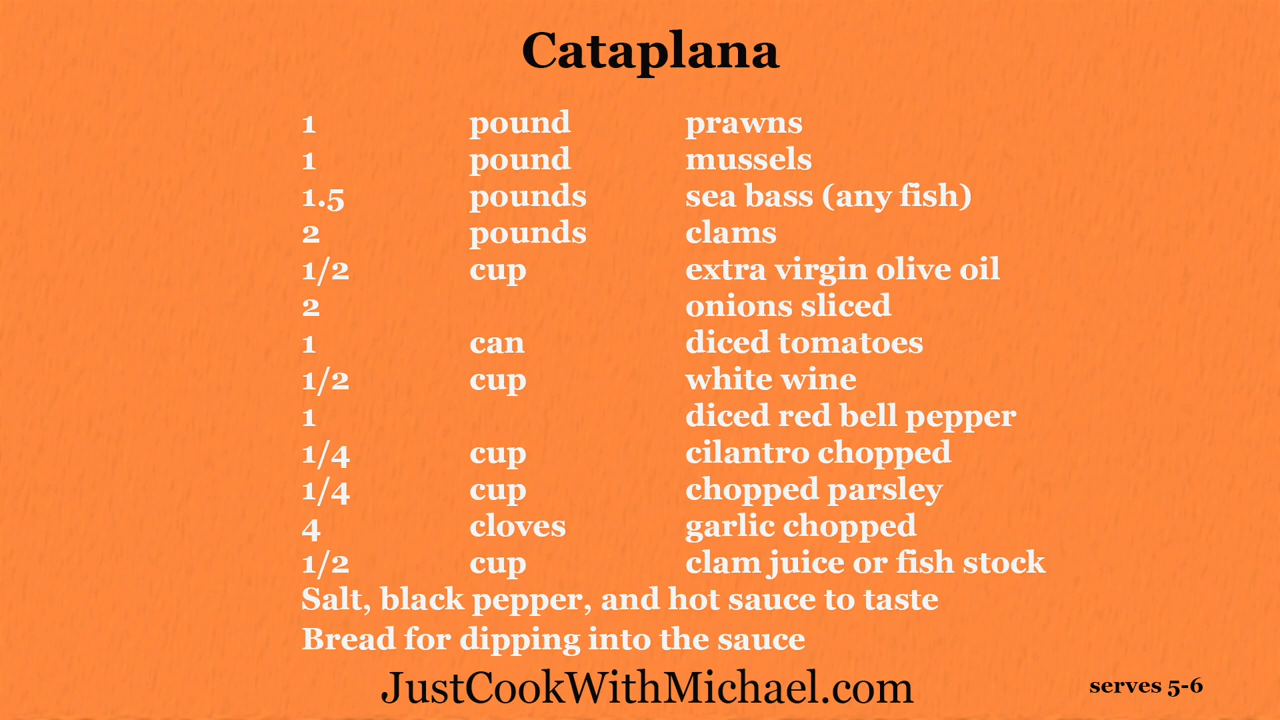 Cataplana
1 pound prawns
1 pound mussels
1.5 pounds sea bass (any fish)
2 pounds clams
1/2 cup extra virgin olive oil
2 onions sliced
1 can diced tomatoes
1/2 cup white wine
1 diced red bell pepper
1/4 cup cilantro chopped
1/4 cup chopped parsley
4 cloves garlic chopped
1/2 cup clam juice or fish stock
Salt, black pepper, and hot sauce to taste
Bread for dipping into the sauce
JustCookWithMichael.com
serves 5-6